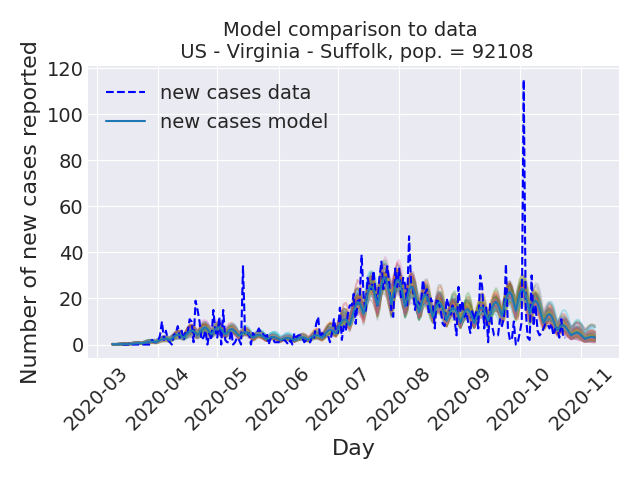 Model comparison to data
US - Virginia - Suffolk, pop. = 92108
new cases data
new cases model
Number of new cases reported
120
100
80
60
40
20
0
2020-03
2020-04
2020-05
2020-06
2020-07
2020-08
2020-09
2020-10
2020-11
Day